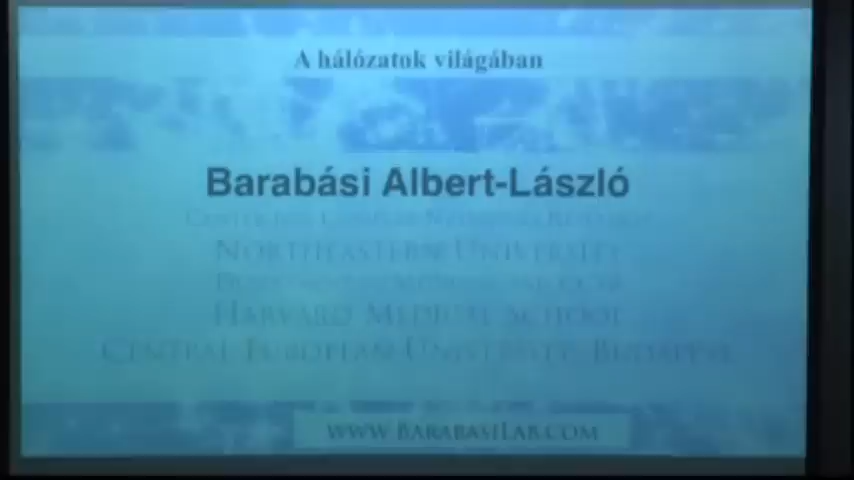 A hálózatok világában
Barabási Albert-László
Northeastern University
Harvard Medical School
Central European University, Budapest
www.BarabasiLab.com